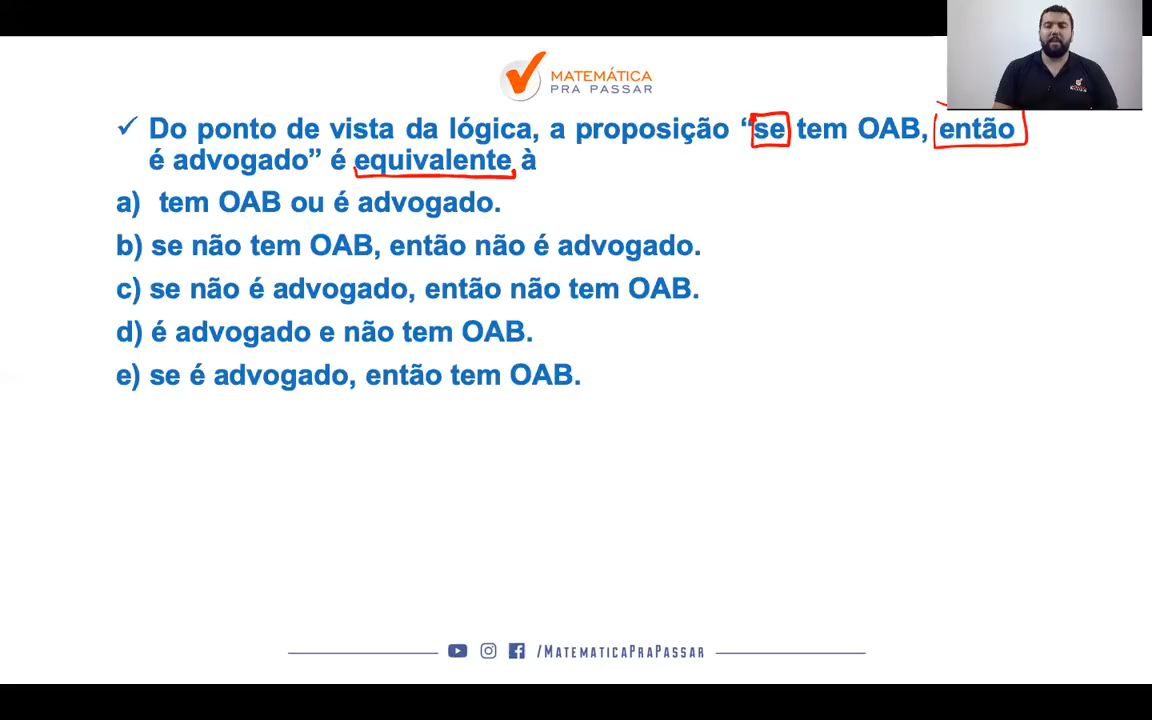 MATEMÁTICA
PRA PASSAR
✓ Do ponto de vista da lógica, a proposição “se tem OAB, então
é advogado” é equivalente à
a) tem OAB ou é advogado.
b) se não tem OAB, então não é advogado.
c) se não é advogado, então não tem OAB.
d) é advogado e não tem OAB.
e) se é advogado, então tem OAB.
/MATEMATICAPRAPASSAR